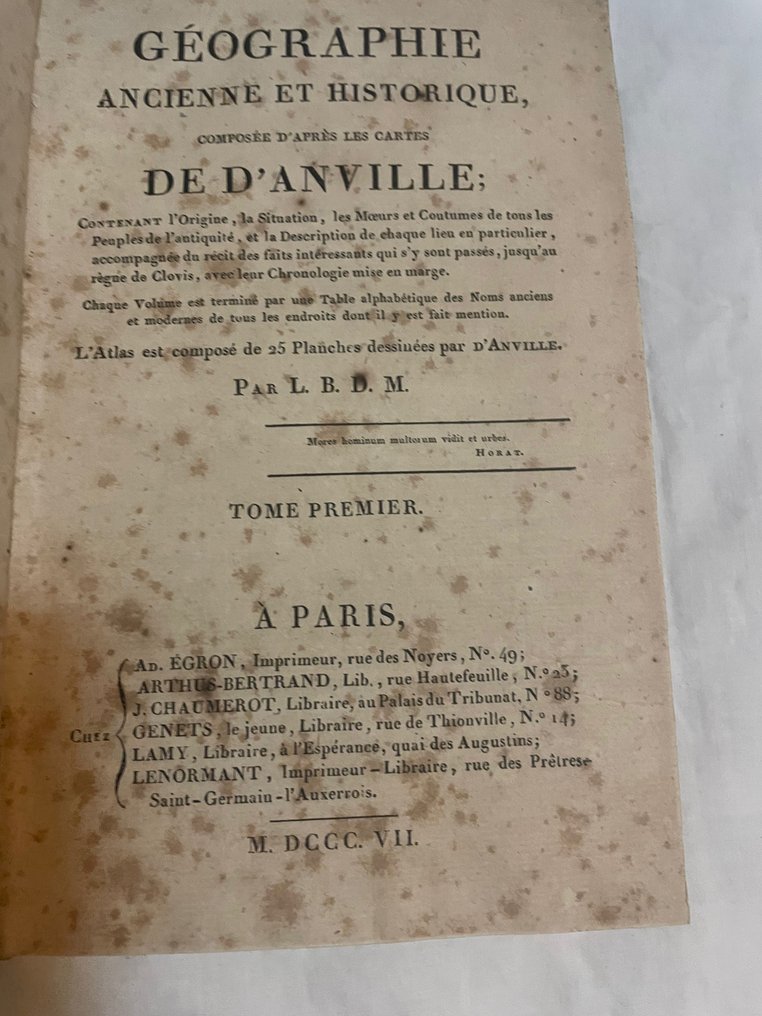 GÉOGRAPHIE
ANCIENNE ET HISTORIQUE,
COMPOSÉE D'APRÈS LES CARTES
DE D'ANVILLE;
CONTENANT l'Origine, la Situation, les Mœurs et Coutumes de tous les
Peuples de l'antiquité, et la Description de chaque lieu en particulier,
accompagnée du récit des faits intéressants qui s'y sont passés, jusqu'au
règne de Clovis, avec leur Chronologie mise en marge.
Chaque Volume est terminé par une Table alphabétique des Noms anciens
et modernes de tous les endroits dont il y est fait mention.
L'Atlas est composé de 25 Planches dessinées par D'ANVILLE.
PAR L. B. D. M.
Mores hominum multorum vidit et urbes.
HORAT.
TOME PREMIER.
À PARIS,
AD. ÉGRON, Imprimeur, rue des Noyers, N°. 49;
ARTHUS-BERTRAND, Lib., rue Hautefeuille, N.° 23;
J. CHAUMEROT, Libraire, au Palais du Tribunat, N° 88;
CHEZ GENETS, le jeune, Libraire, rue de Thionville, N.° 14;
LAMY, Libraire, à l'Espérance, quai des Augustins;
LENORMANT, Imprimeur-Libraire, rue des Prêtres
Saint-Germain-l'Auxerrois.
M. DCCC. VII.